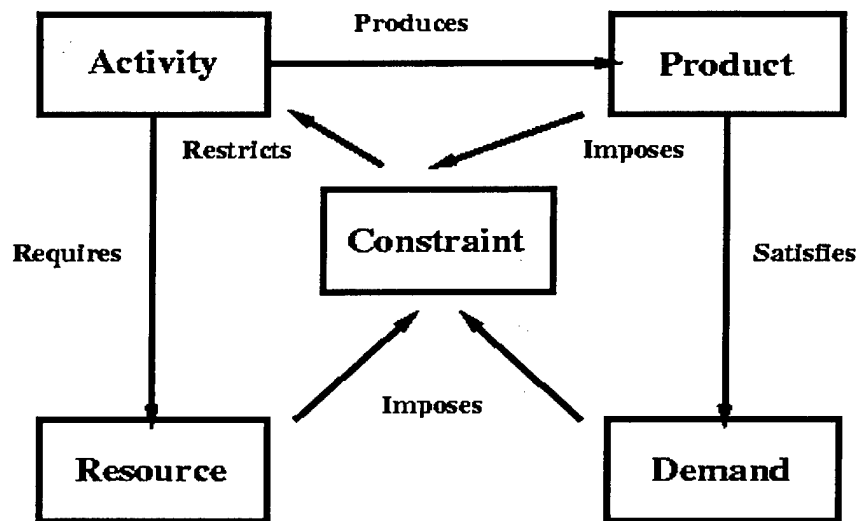 Produces
Activity
Product
Restricts
Imposes
Constraint
Requires
Satisfies
Imposes
Resource
Demand